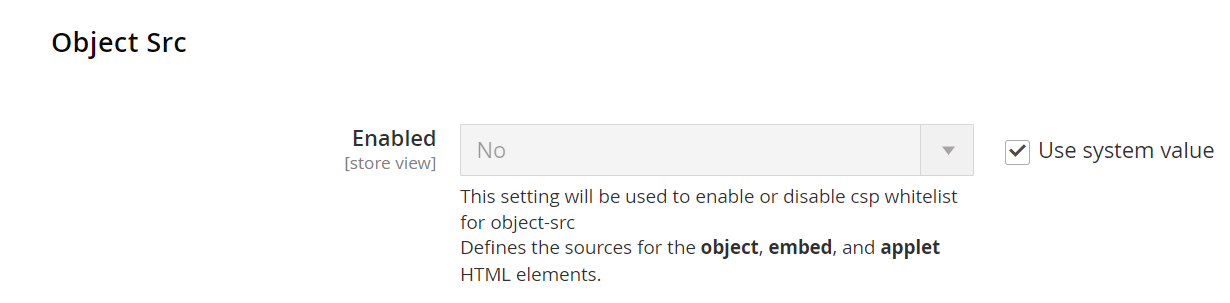 Object Src
Enabled
[store view]
No
Use system value
This setting will be used to enable or disable csp whitelist
for object-src
Defines the sources for the object, embed, and applet
HTML elements.